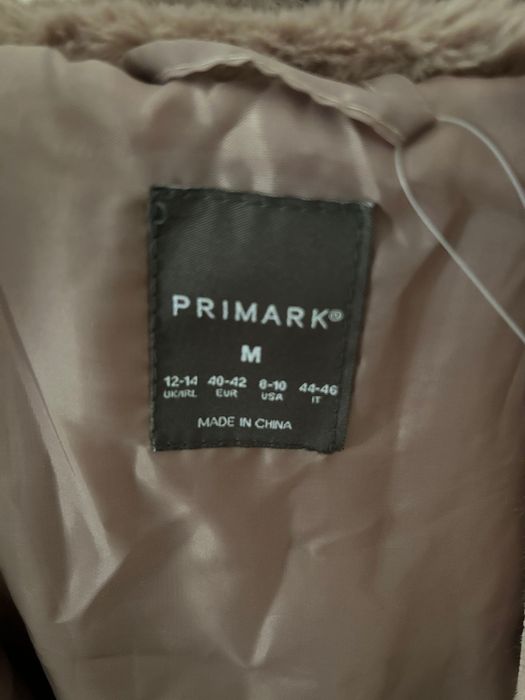 PRIMARK®
M
12-14 40-42 8-10 44-46
UK/IRL EUR USA IT
MADE IN CHINA